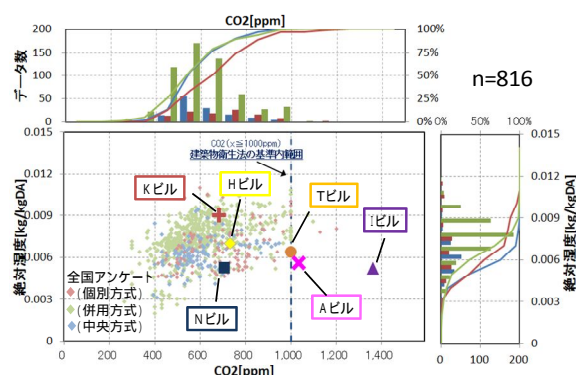 CO2[ppm]
200
150
100
50
0
データ数
100%
75%
50%
25%
0%
n=816
0.015
0.012
0.009
0.006
0.003
絶対湿度[kg/kgDA]
CO2(x≦1000ppm)
建築物衛生法の基準内範囲
Kビル
Hビル
Tビル
Iビル
Nビル
Aビル
全国アンケート
(個別方式)
(併用方式)
(中央方式)
0
200
400
600
800
1,000
1,200
1,400
1,600
CO2[ppm]
0%
50%
100%
0.015
0.012
0.009
0.006
0.003
0.000
絶対湿度[kg/kgDA]
0
100
200